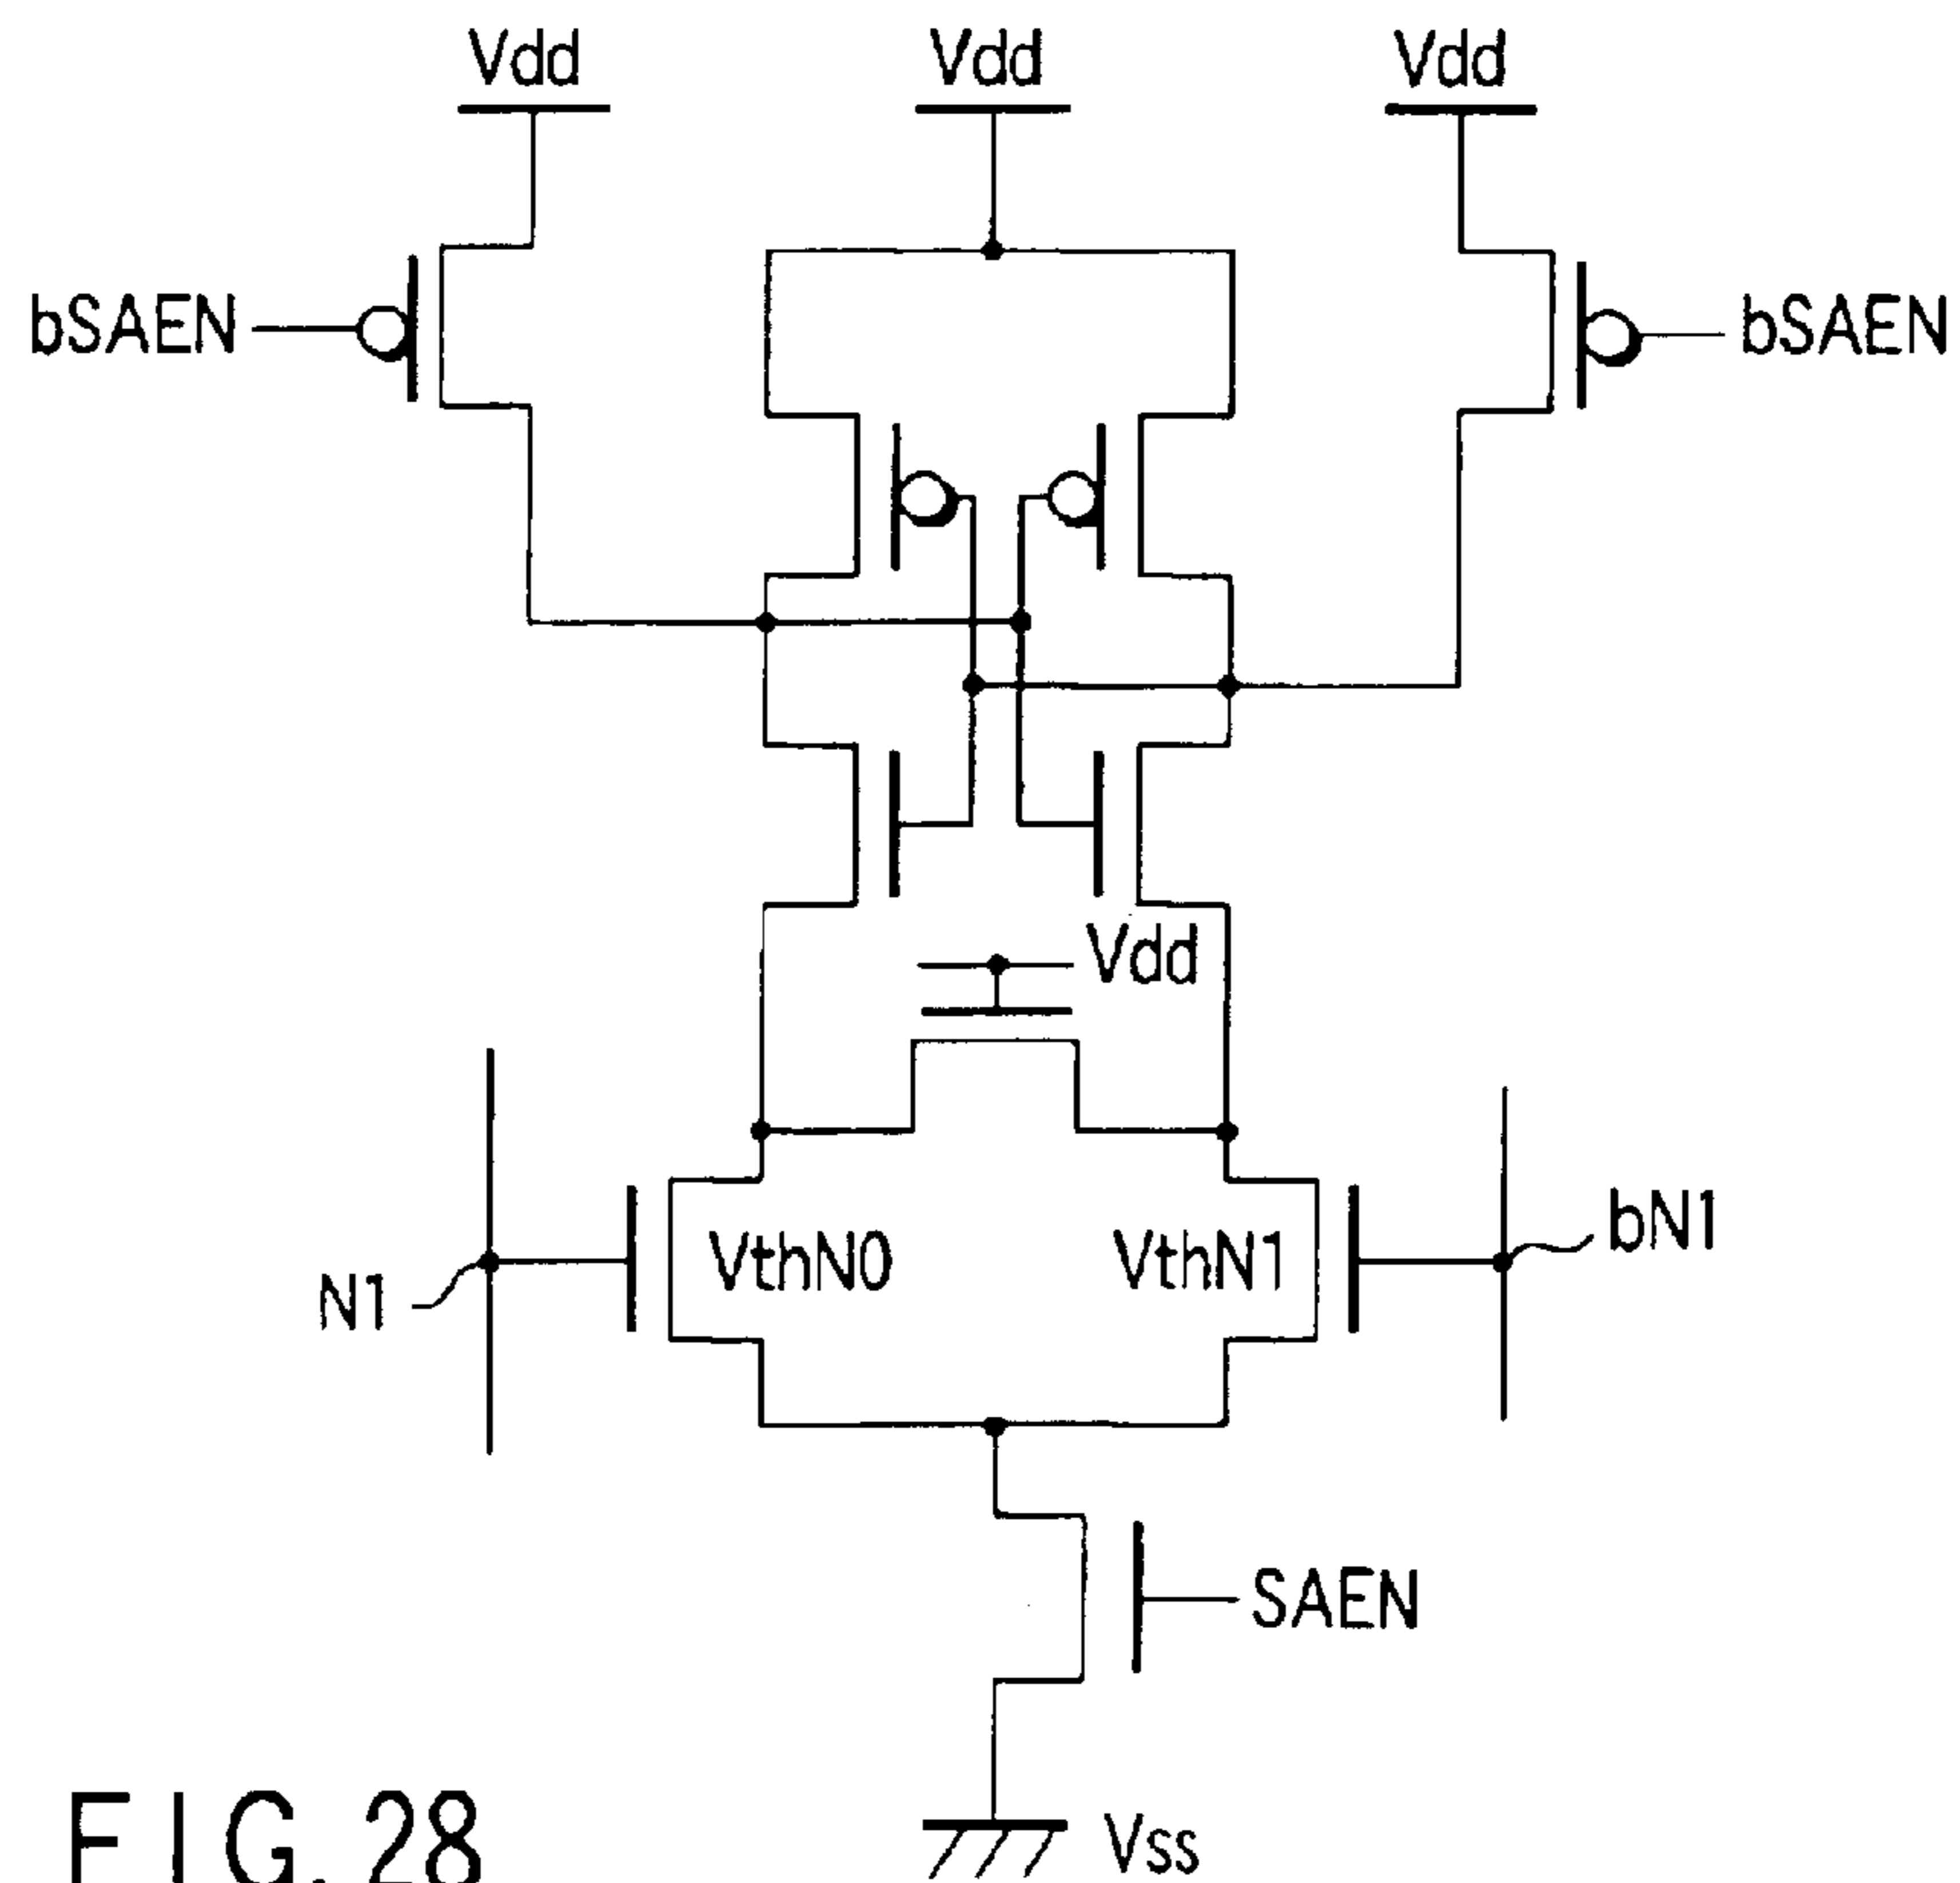 Vdd Vdd Vdd
bSAEN bSAEN
Vdd
N1 VthN0 VthN1 bN1
SAEN
Vss
FIG. 28